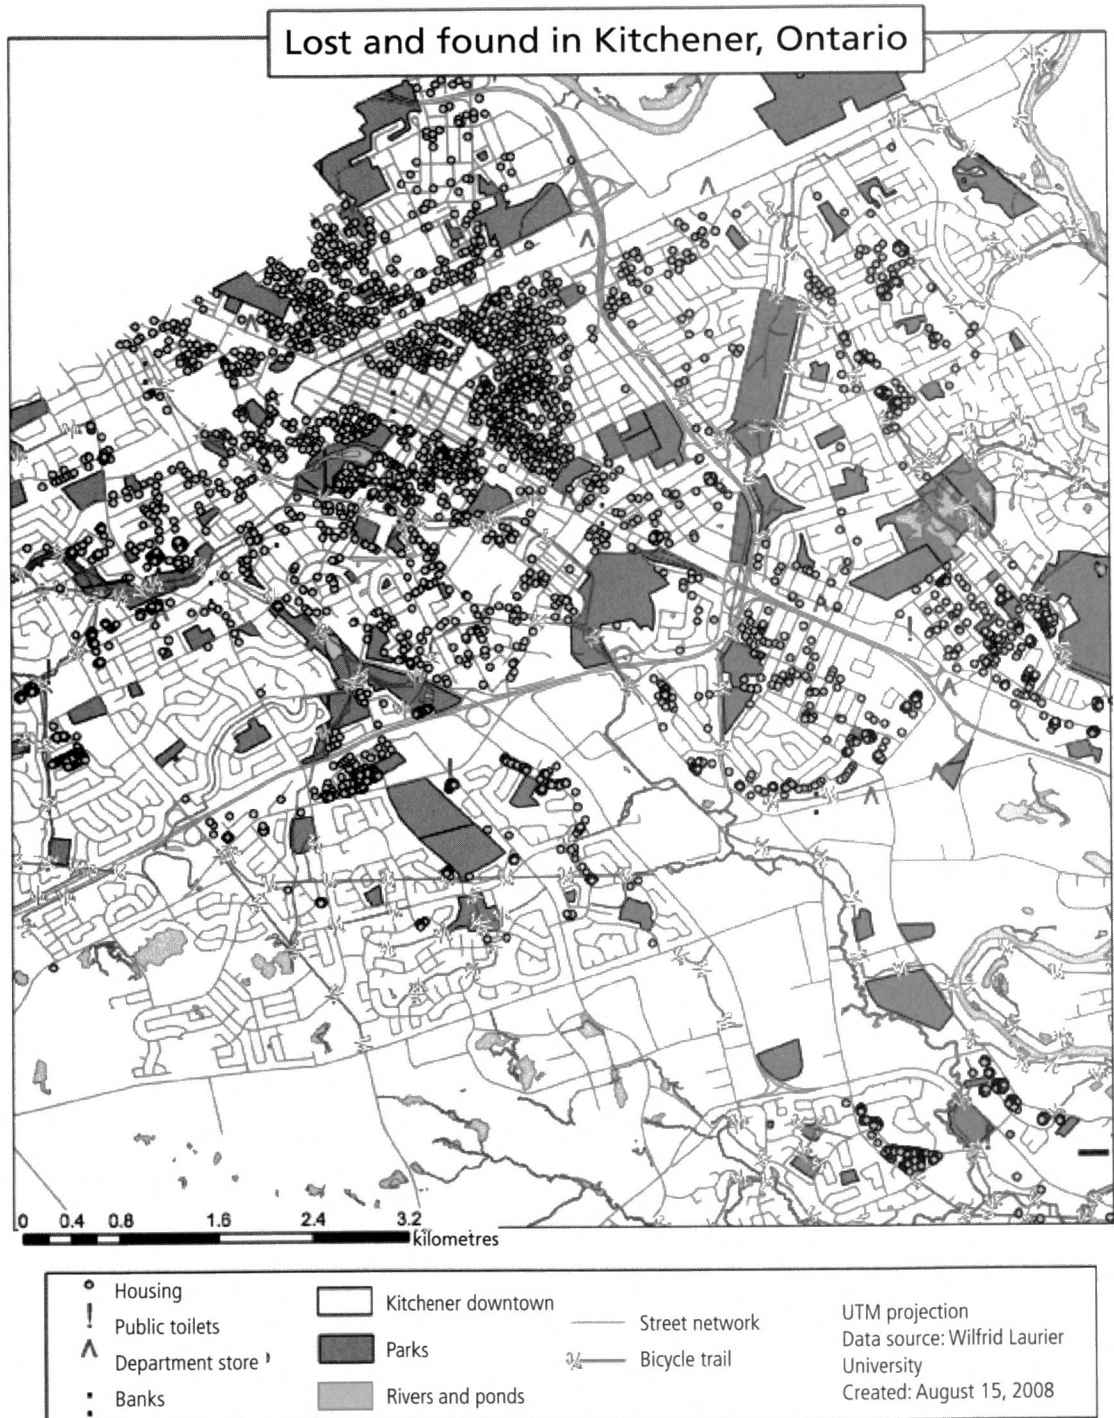 Lost and found in Kitchener, Ontario
0 0.4 0.8 1.6 2.4 3.2
kilometres
Housing
Public toilets
Department store
Banks
Kitchener downtown
Parks
Rivers and ponds
Street network
Bicycle trail
UTM projection
Data source: Wilfrid Laurier
University
Created: August 15, 2008